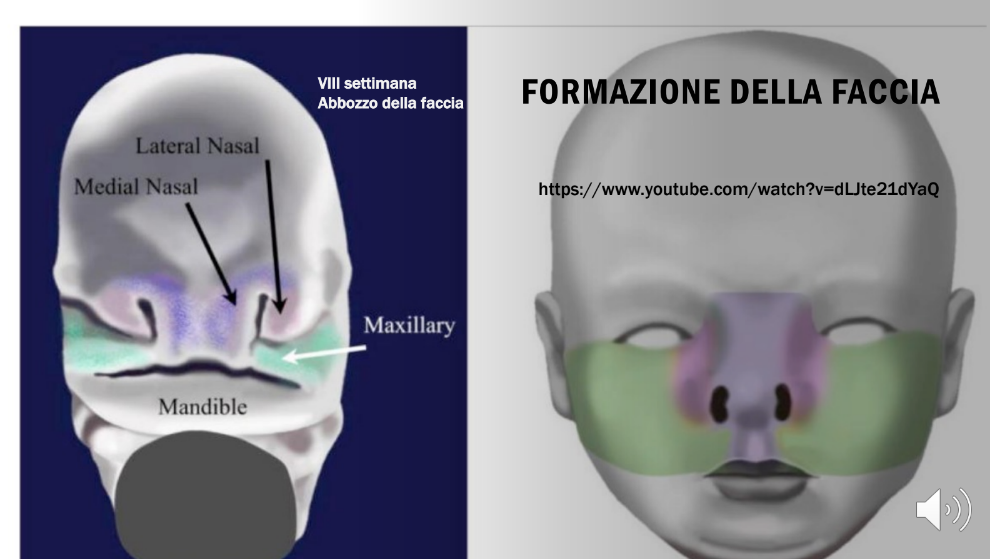 VIII settimana
Abbozzo della faccia
Lateral Nasal
Medial Nasal
Maxillary
Mandible
FORMAZIONE DELLA FACCIA
https://www.youtube.com/watch?v=dLJte21dYaQ